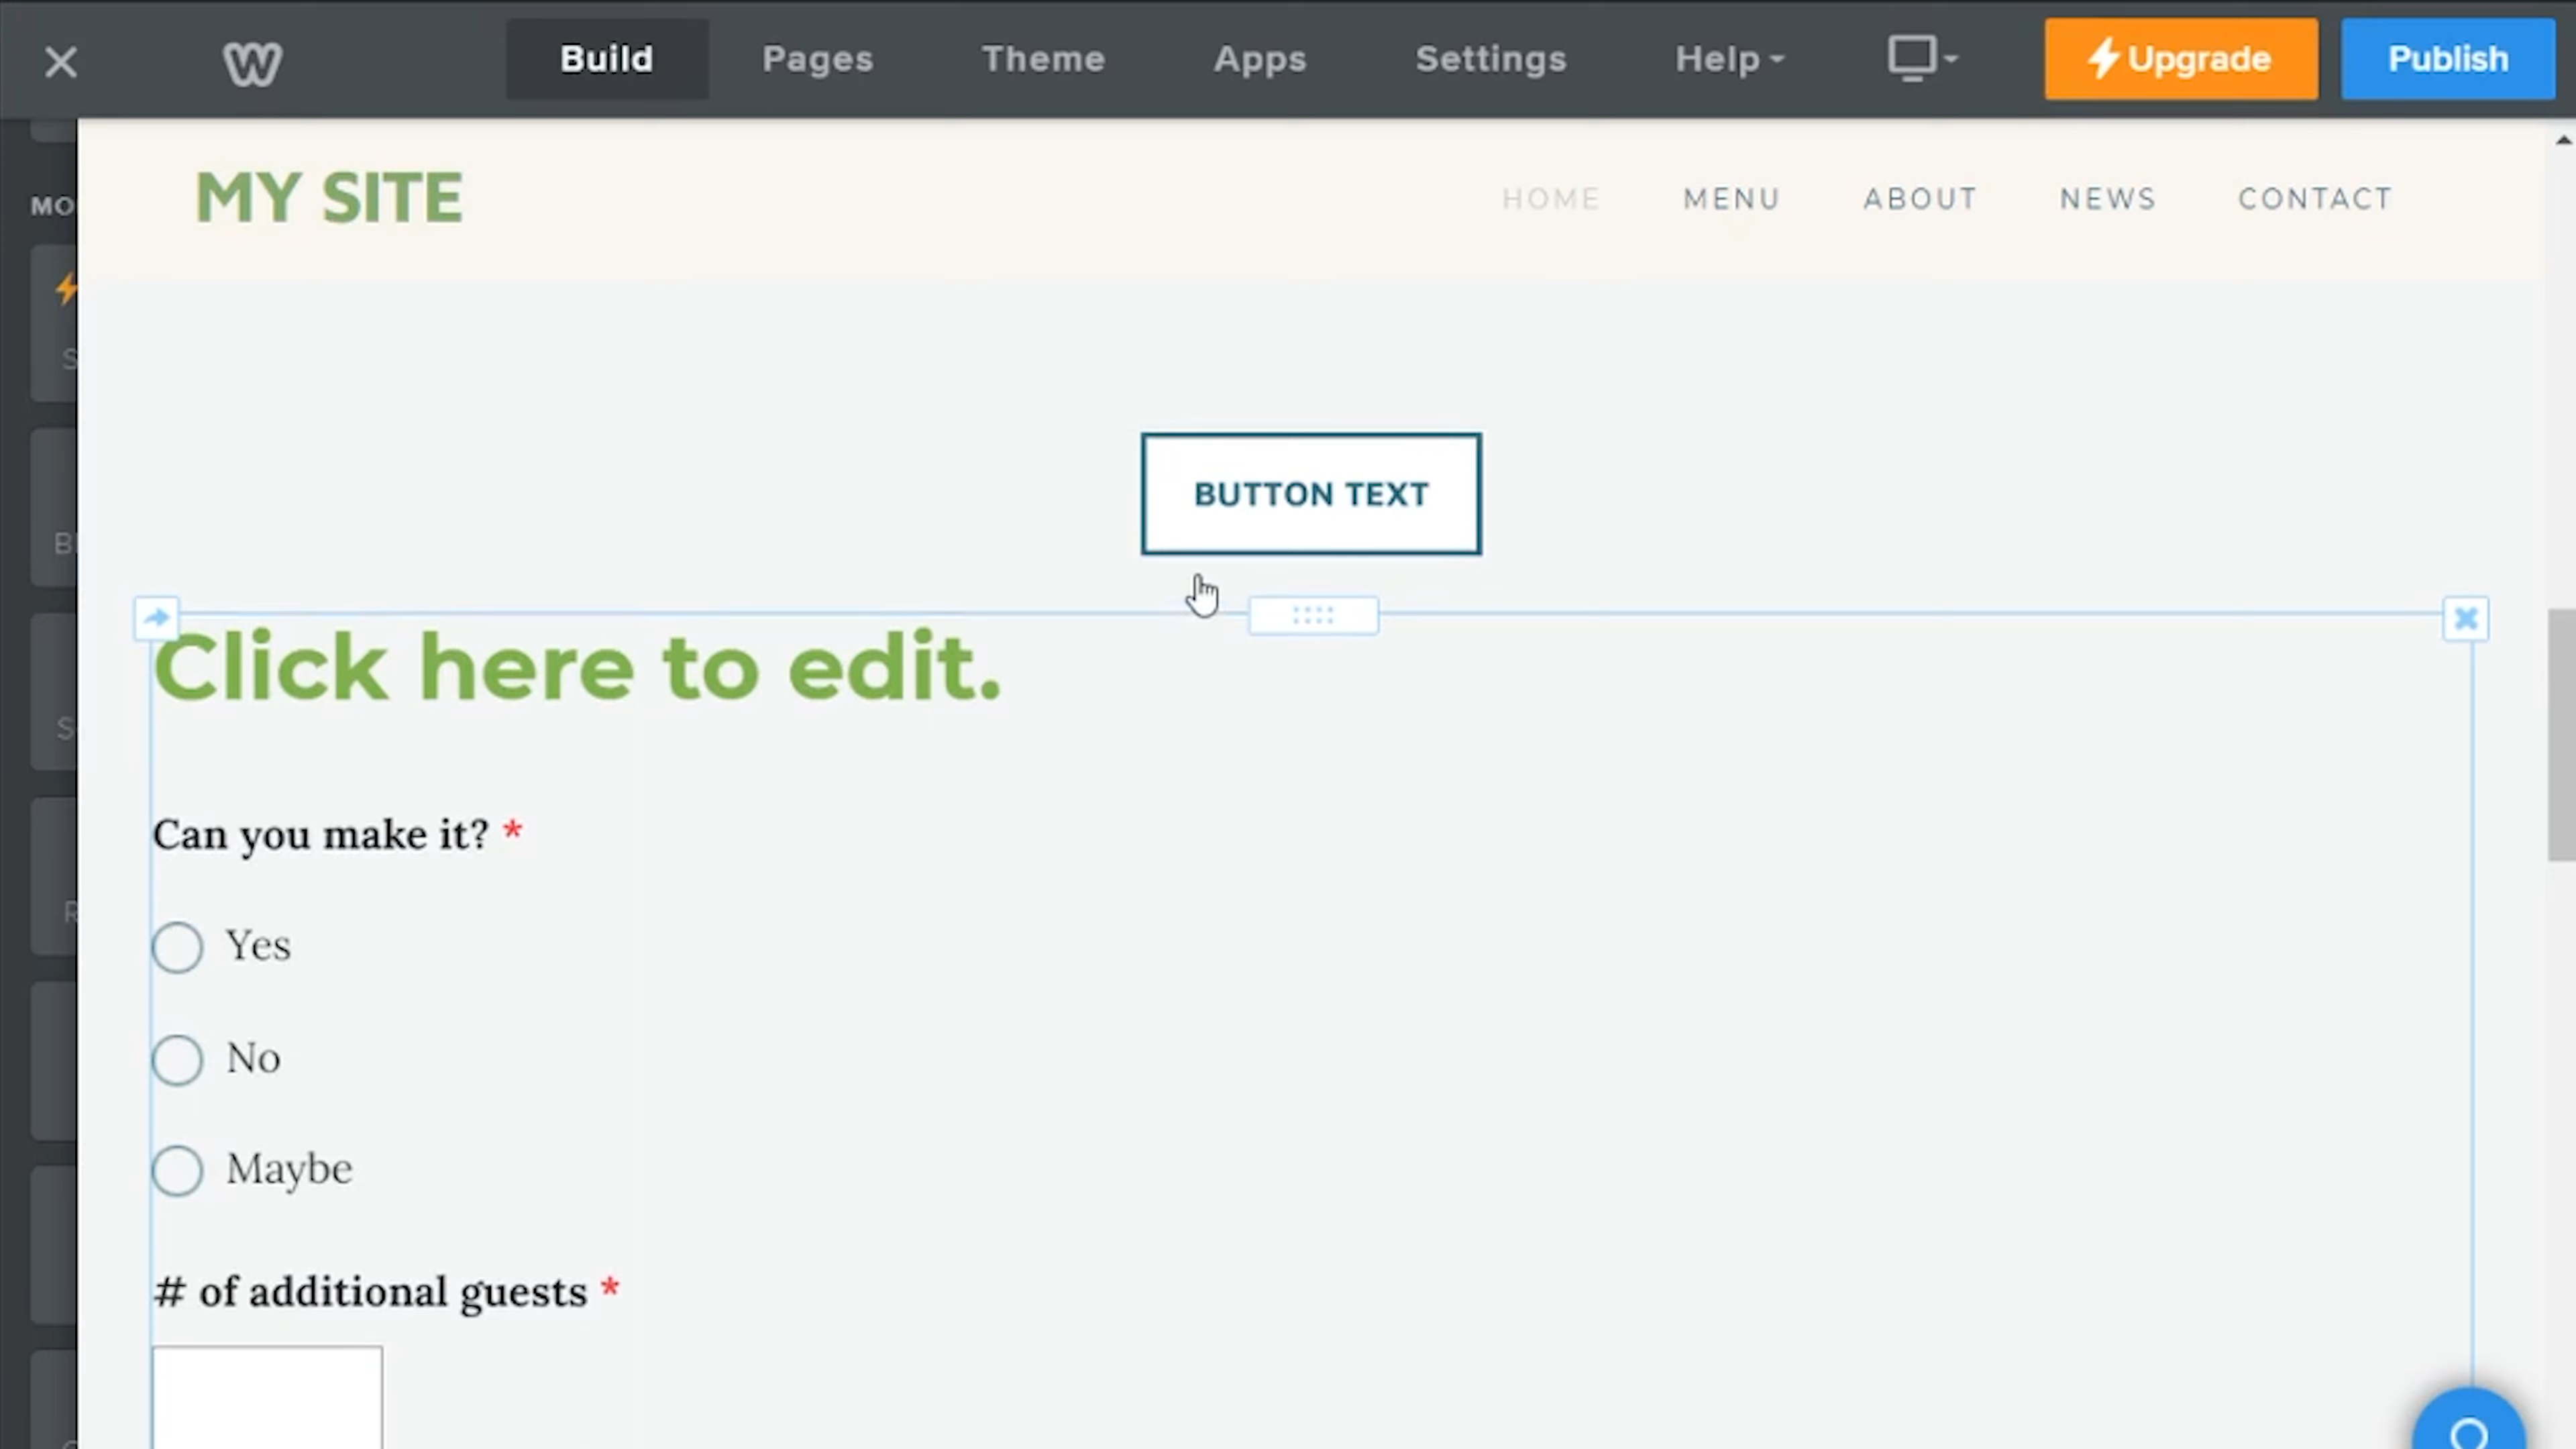 Build Pages Theme Apps Settings Help Upgrade Publish
MY SITE HOME MENU ABOUT NEWS CONTACT
BUTTON TEXT
Click here to edit.
Can you make it? *
Yes
No
Maybe
# of additional guests *